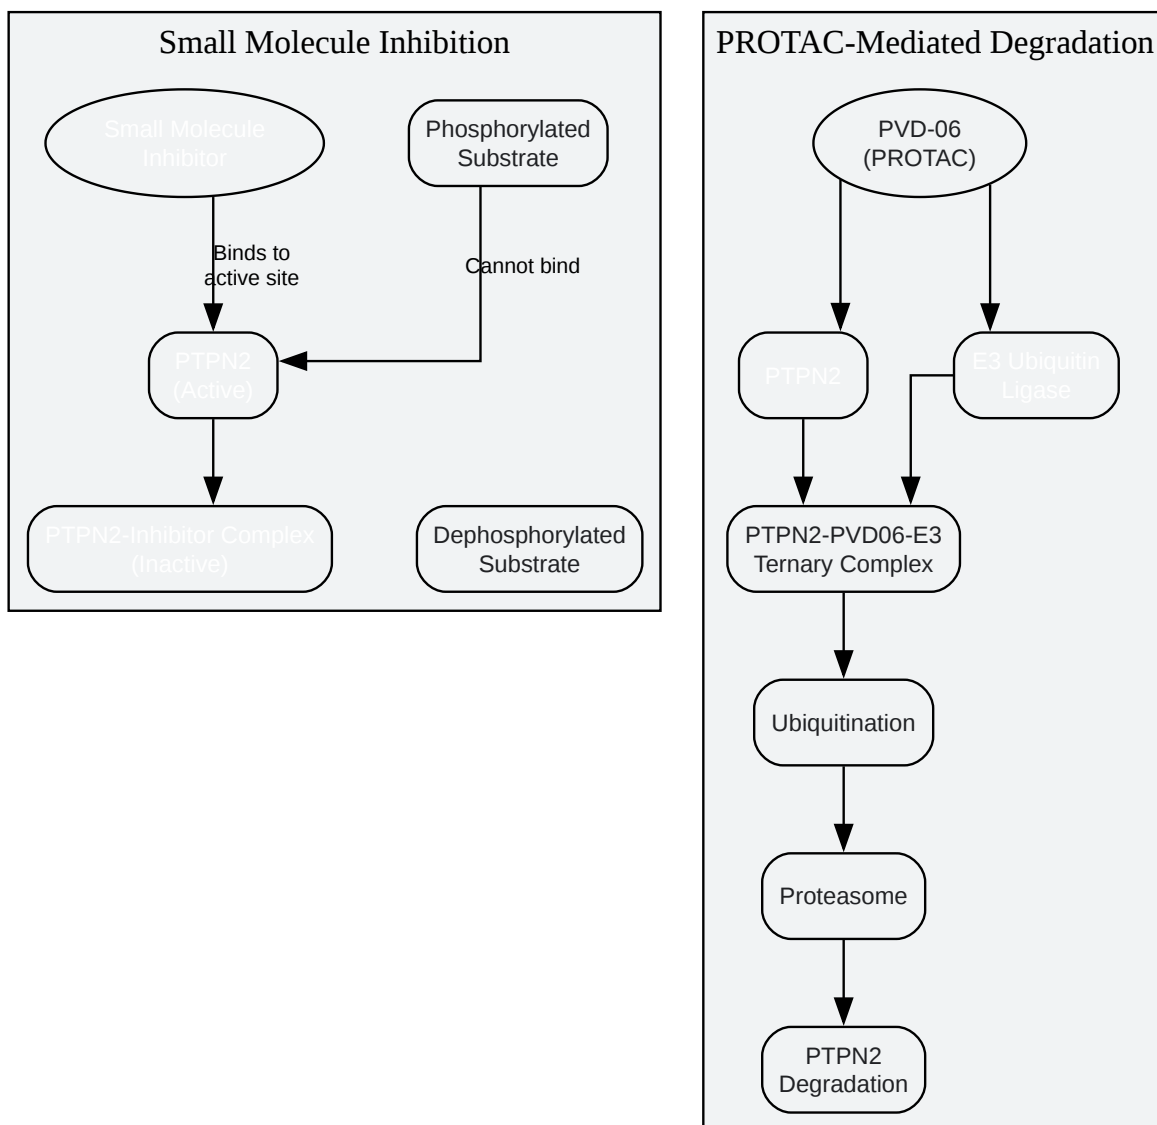 Small Molecule Inhibition
Small Molecule
Inhibitor
Phosphorylated
Substrate
Binds to
active site
Cannot bind
PTPN2
(Active)
PTPN2-Inhibitor Complex
(Inactive)
Dephosphorylated
Substrate
PROTAC-Mediated Degradation
PVD-06
(PROTAC)
PTPN2
E3 Ubiquitin
Ligase
PTPN2-PVD06-E3
Ternary Complex
Ubiquitination
Proteasome
PTPN2
Degradation